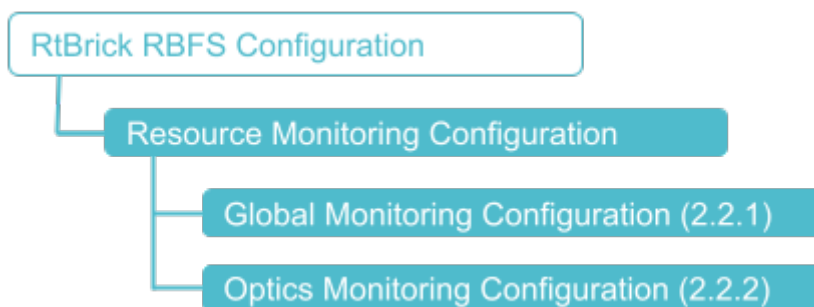 RtBrick RBFS Configuration
Resource Monitoring Configuration
Global Monitoring Configuration (2.2.1)
Optics Monitoring Configuration (2.2.2)